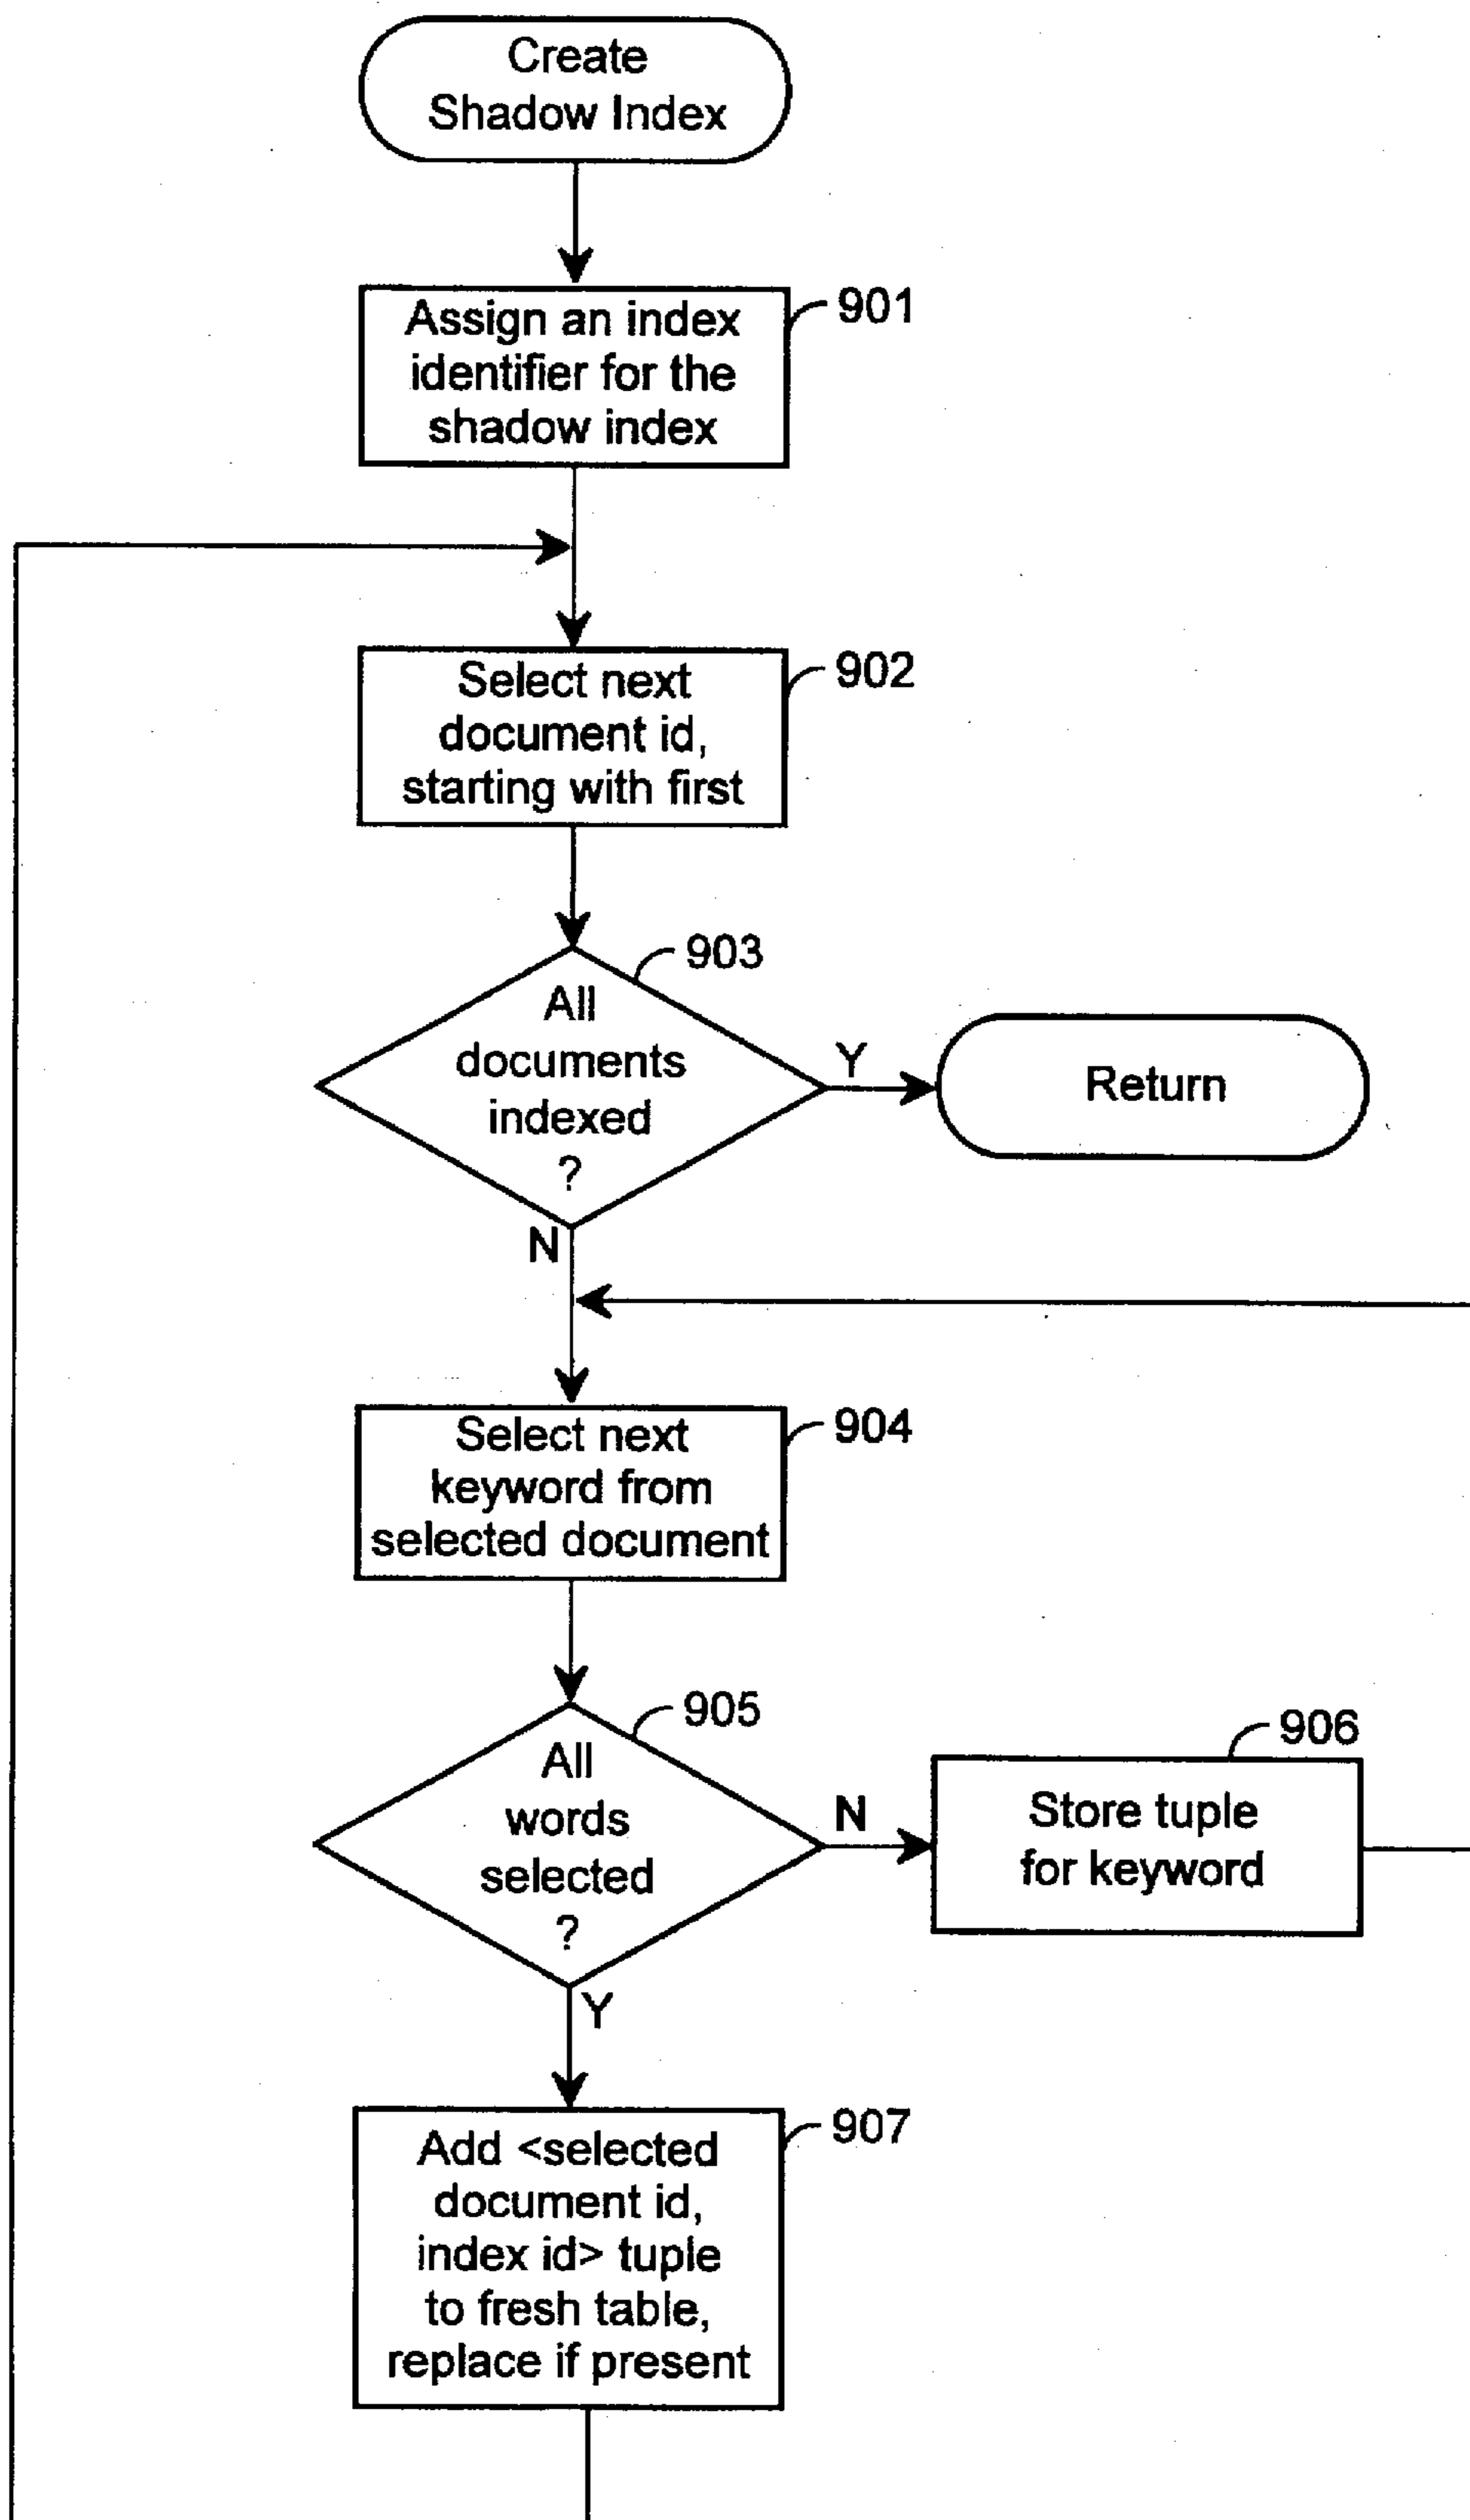 Create
Shadow Index
901
Assign an index
identifier for the
shadow index
902
Select next
document id,
starting with first
903
All
documents
indexed
?
Y
Return
N
904
Select next
keyword from
selected document
905
All
words
selected
?
N
906
Store tuple
for keyword
Y
907
Add <selected
document id,
index id> tuple
to fresh table,
replace if present